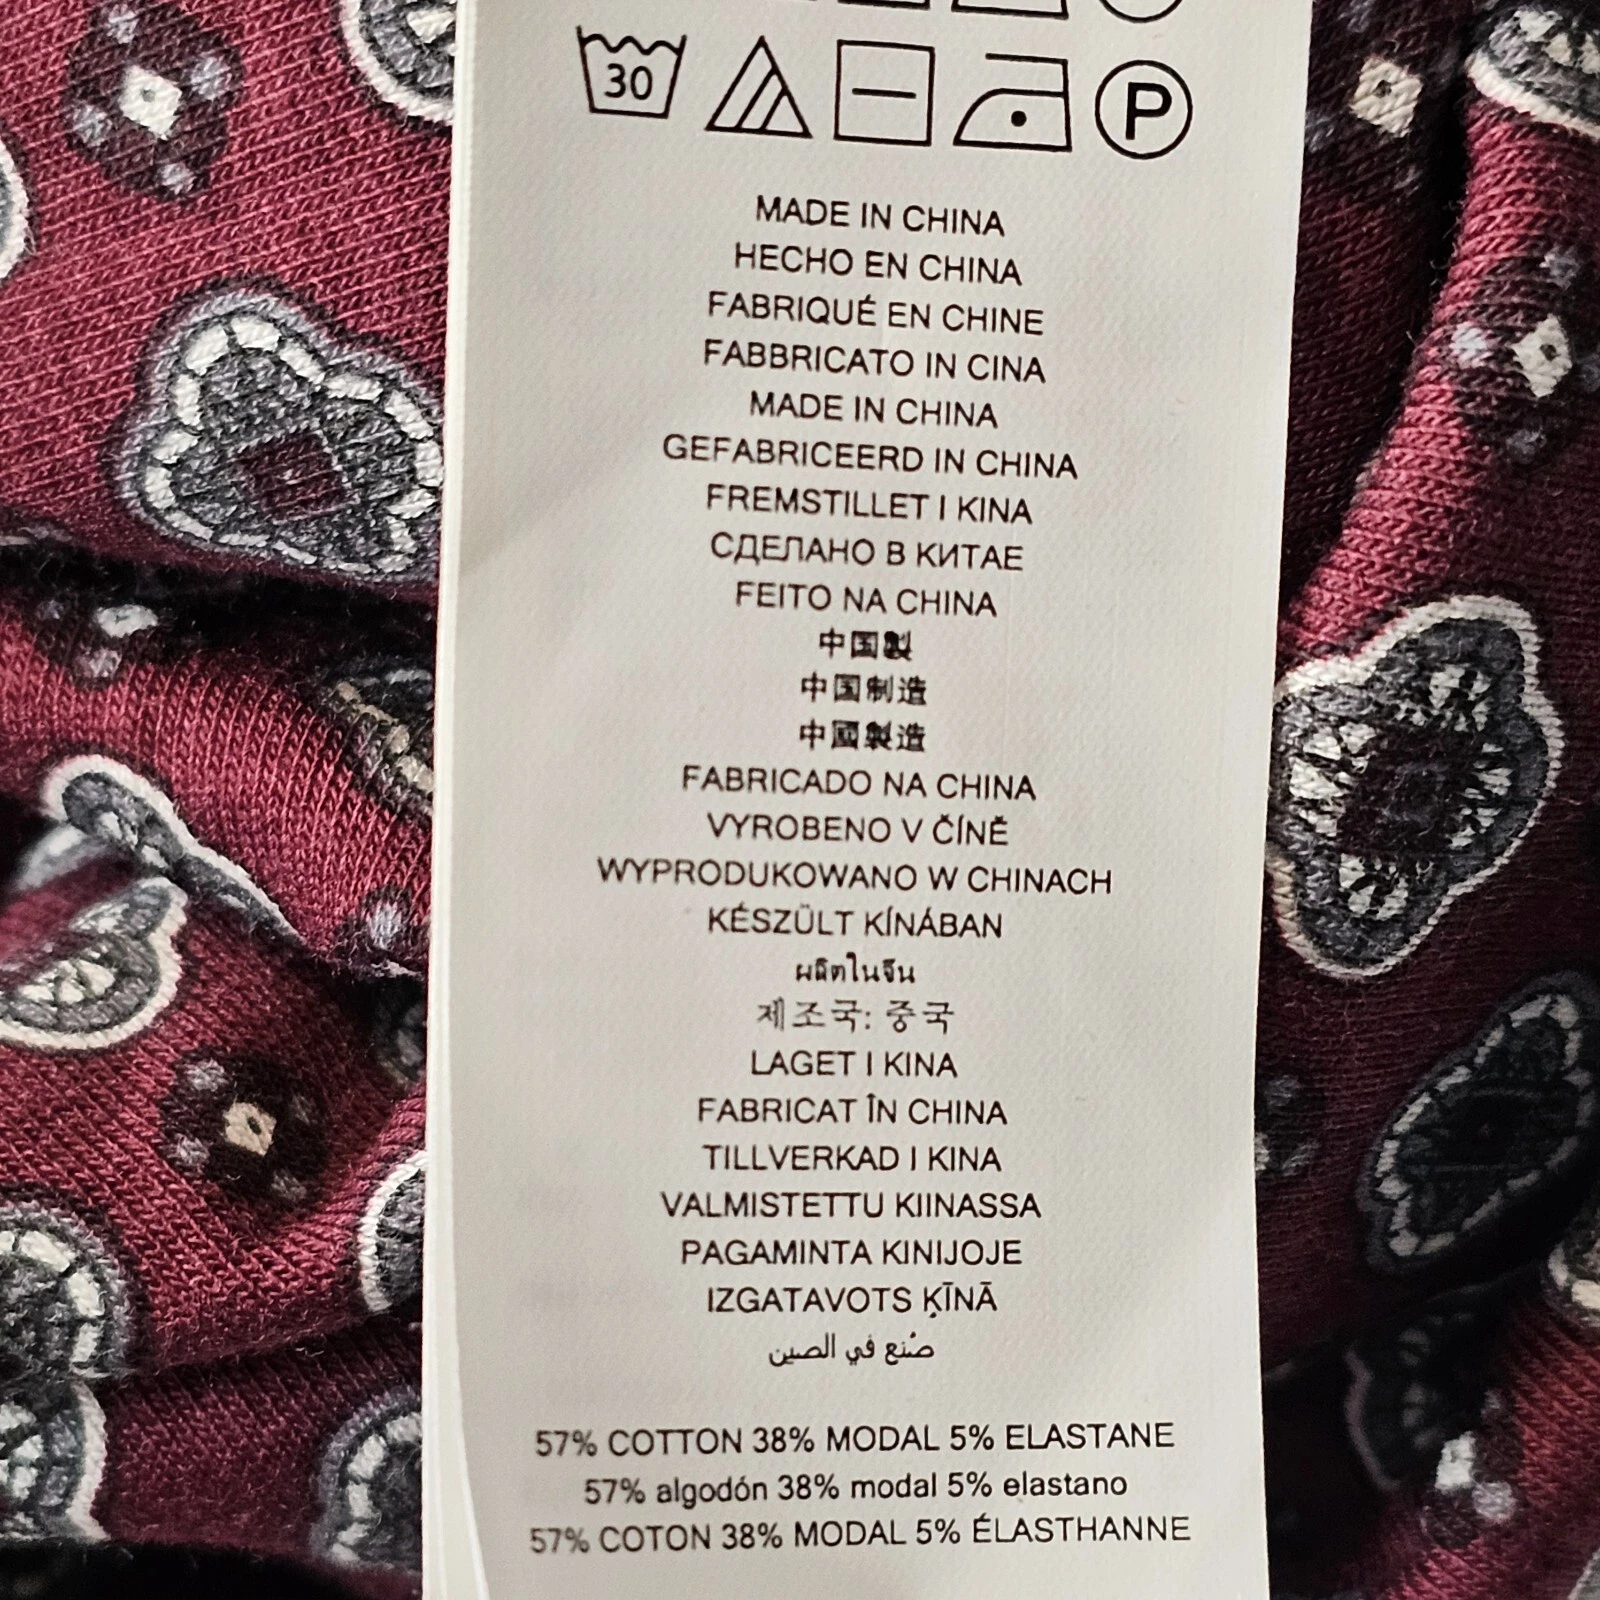 30 P
MADE IN CHINA
HECHO EN CHINA
FABRIQUÉ EN CHINE
FABBRICATO IN CINA
MADE IN CHINA
GEFABRICEERD IN CHINA
FREMSTILLET I KINA
СДЕЛАНО В КИТАЕ
FEITO NA CHINA
中国製
中国制造
中國製造
FABRICADO NA CHINA
VYROBENO V ČÍNĚ
WYPRODUKOWANO W CHINACH
KÉSZÜLT KÍNÁBAN
ผลิตในจีน
제조국: 중국
LAGET I KINA
FABRICAT ÎN CHINA
TILLVERKAD I KINA
VALMISTETTU KIINASSA
PAGAMINTA KINIJOJE
IZGATAVOTS ĶĪNĀ
صُنع في الصين
57% COTTON 38% MODAL 5% ELASTANE
57% algodón 38% modal 5% elastano
57% COTON 38% MODAL 5% ÉLASTHANNE